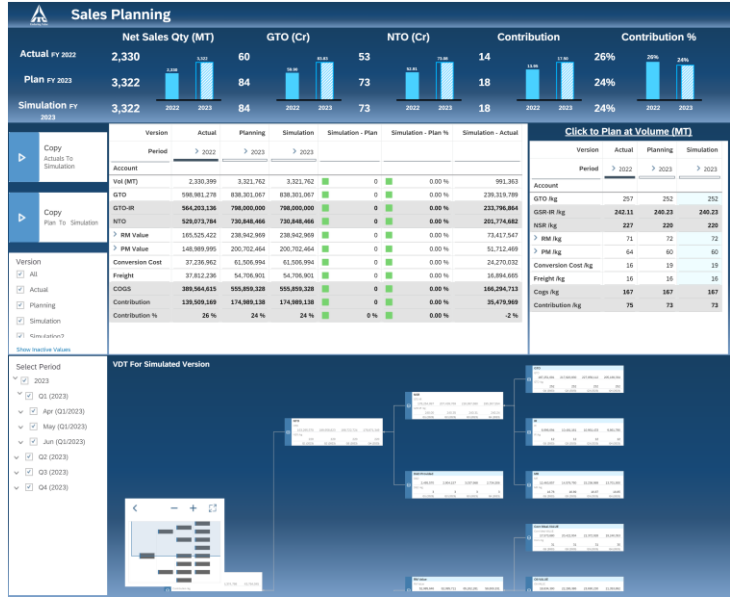 Sales Planning
Net Sales Qty (MT) GTO (Cr) NTO (Cr) Contribution Contribution %
Actual FY 2022 2,330 60 53 14 26%
Plan FY 2023 3,322 84 73 18 24%
Simulation FY 2023 3,322 84 73 18 24%
2022 2023 2022 2023 2022 2023 2022 2023 2022 2023
26% 24%
Copy
Actuals To
Simulation
Copy
Plan To Simulation
Version
All
Actual
Planning
Simulation
Simulation2
Show Inactive Values
Version Actual Planning Simulation Simulation - Plan Simulation - Plan % Simulation - Actual
Period > 2022 > 2023 > 2023
Account
Vol (MT) 2,330,399 3,321,762 3,321,762 0 0.00 % 991,363
GTO 598,981,278 838,301,067 838,301,067 0 0.00 % 239,319,789
GTO-IR 564,203,136 798,000,000 798,000,000 0 0.00 % 233,796,864
NTO 529,073,784 730,848,466 730,848,466 0 0.00 % 201,774,682
> RM Value 165,525,422 238,942,969 238,942,969 0 0.00 % 73,417,547
> PM Value 148,989,995 200,702,464 200,702,464 0 0.00 % 51,712,469
Conversion Cost 37,236,962 61,506,994 61,506,994 0 0.00 % 24,270,032
Freight 37,812,236 54,706,901 54,706,901 0 0.00 % 16,894,665
COGS 389,564,615 555,859,328 555,859,328 0 0.00 % 166,294,713
Contribution 139,509,169 174,989,138 174,989,138 0 0.00 % 35,479,969
Contribution % 26 % 24 % 24 % 0 % 0.00 % -2 %
Click to Plan at Volume (MT)
Version Actual Planning Simulation
Period > 2022 > 2023 > 2023
Account
GTO /kg 257 252 252
GSR-IR /kg 242.11 240.23 240.23
NSR /kg 227 220 220
> RM /kg 71 72 72
> PM /kg 64 60 60
Conversion Cost /kg 16 19 19
Freight /kg 16 16 16
Cogs /kg 167 167 167
Contribution /kg 75 73 73
Select Period
2023
Q1 (2023)
Apr (Q1/2023)
May (Q1/2023)
Jun (Q1/2023)
Q2 (2023)
Q3 (2023)
Q4 (2023)
VDT For Simulated Version